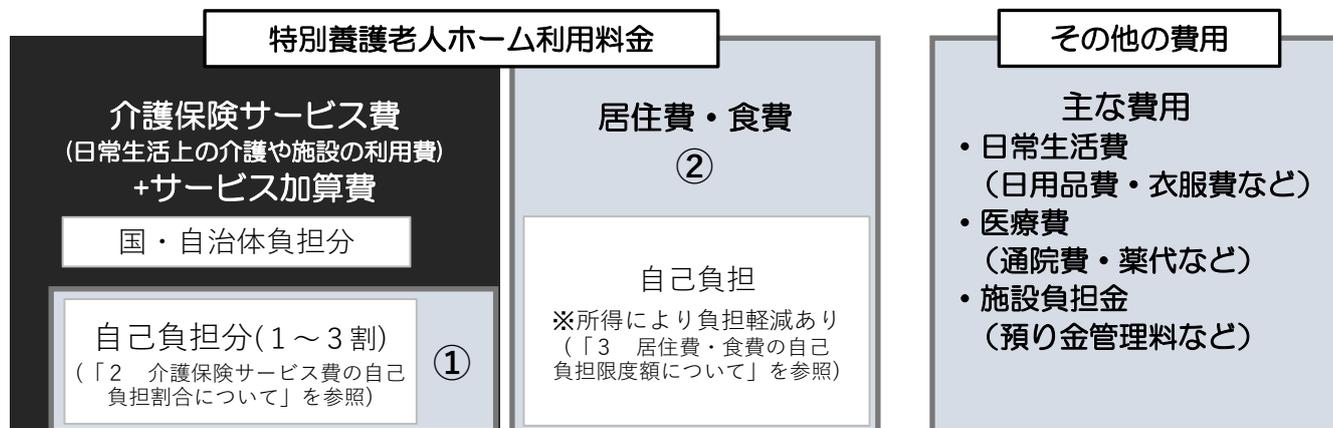 特別養護老人ホーム利用料金
介護保険サービス費
(日常生活上の介護や施設の利用費)
+サービス加算費
国・自治体負担分
自己負担分(１～３割)
(「２　介護保険サービス費の自己
負担割合について」を参照)
①
居住費・食費
②
自己負担
※所得により負担軽減あり
(「３　居住費・食費の自己
負担限度額について」を参照)
その他の費用
主な費用
・日常生活費
（日用品費・衣服費など）
・医療費
（通院費・薬代など）
・施設負担金
（預り金管理料など）